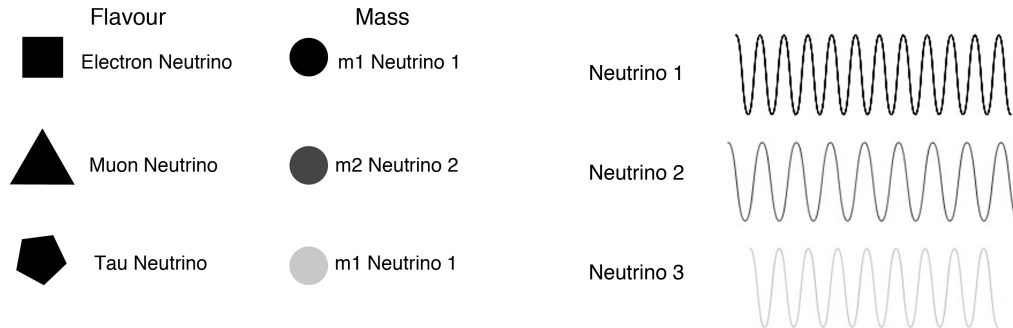 Flavour
Mass
Electron Neutrino
m1 Neutrino 1
Neutrino 1
Muon Neutrino
m2 Neutrino 2
Neutrino 2
Tau Neutrino
m1 Neutrino 1
Neutrino 3